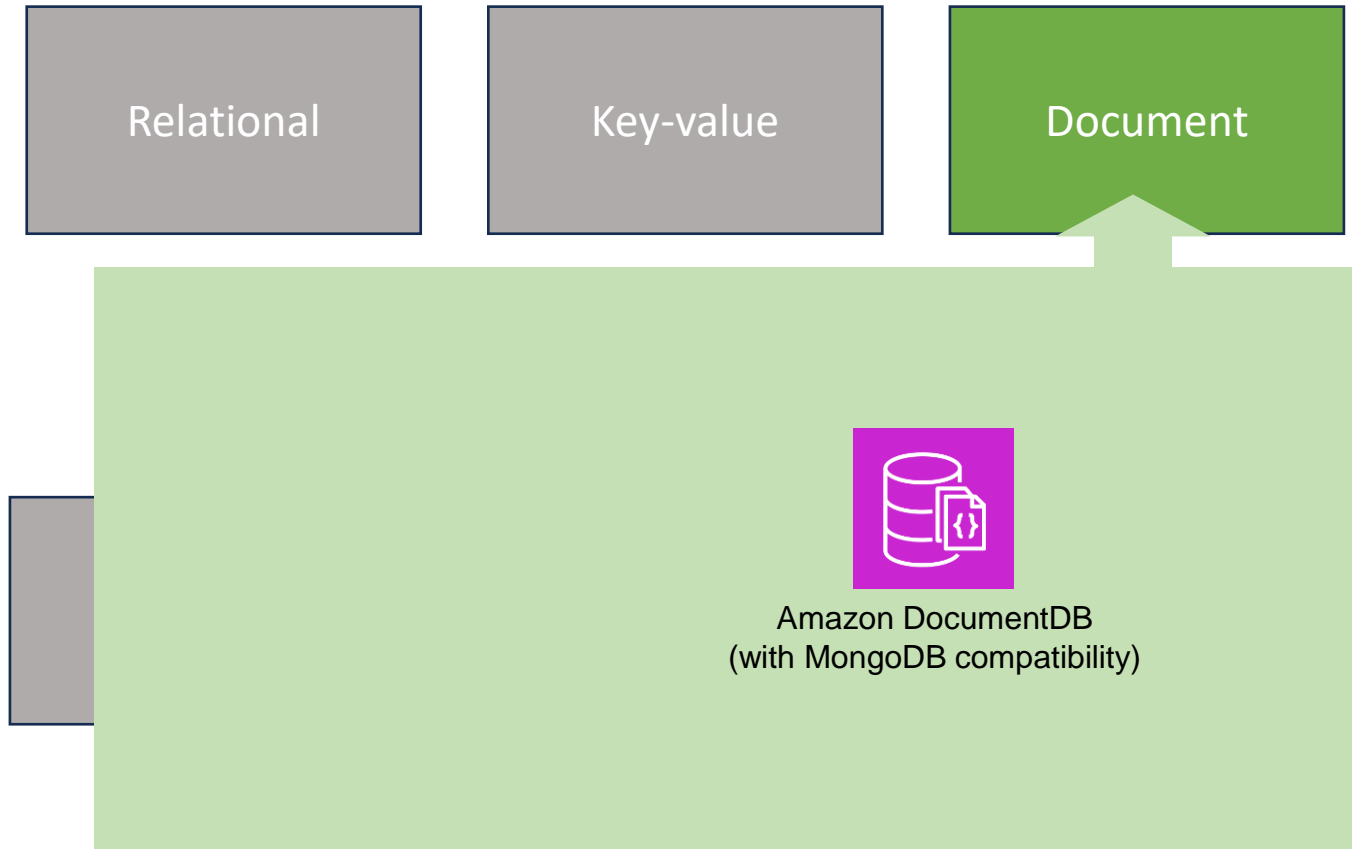 Relational
Key-value
Document
{}
Amazon DocumentDB
(with MongoDB compatibility)